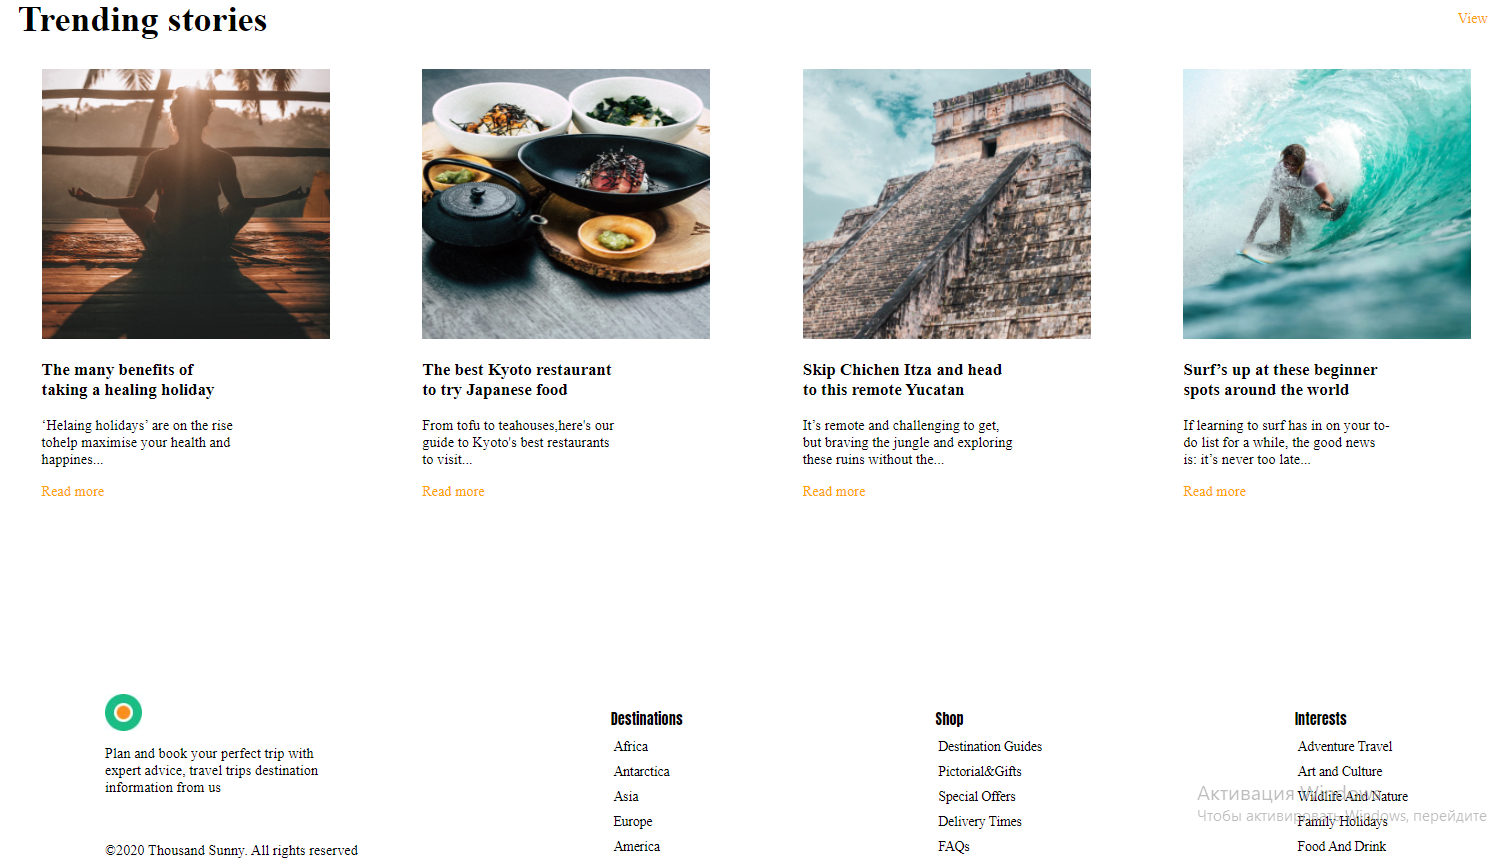 Trending stories
View
The many benefits of
taking a healing holiday
‘Helaing holidays’ are on the rise
tohelp maximise your health and
happines...
Read more
The best Kyoto restaurant
to try Japanese food
From tofu to teahouses,here's our
guide to Kyoto's best restaurants
to visit...
Read more
Skip Chichen Itza and head
to this remote Yucatan
It’s remote and challenging to get,
but braving the jungle and exploring
these ruins without the...
Read more
Surf’s up at these beginner
spots around the world
If learning to surf has in on your to-
do list for a while, the good news
is: it’s never too late...
Read more
Plan and book your perfect trip with
expert advice, travel trips destination
information from us
©2020 Thousand Sunny. All rights reserved
Destinations
Africa
Antarctica
Asia
Europe
America
Shop
Destination Guides
Pictorial&Gifts
Special Offers
Delivery Times
FAQs
Interests
Adventure Travel
Art and Culture
Wildlife And Nature
Family Holidays
Food And Drink
Активация Windows
Чтобы активировать Windows, перейдите